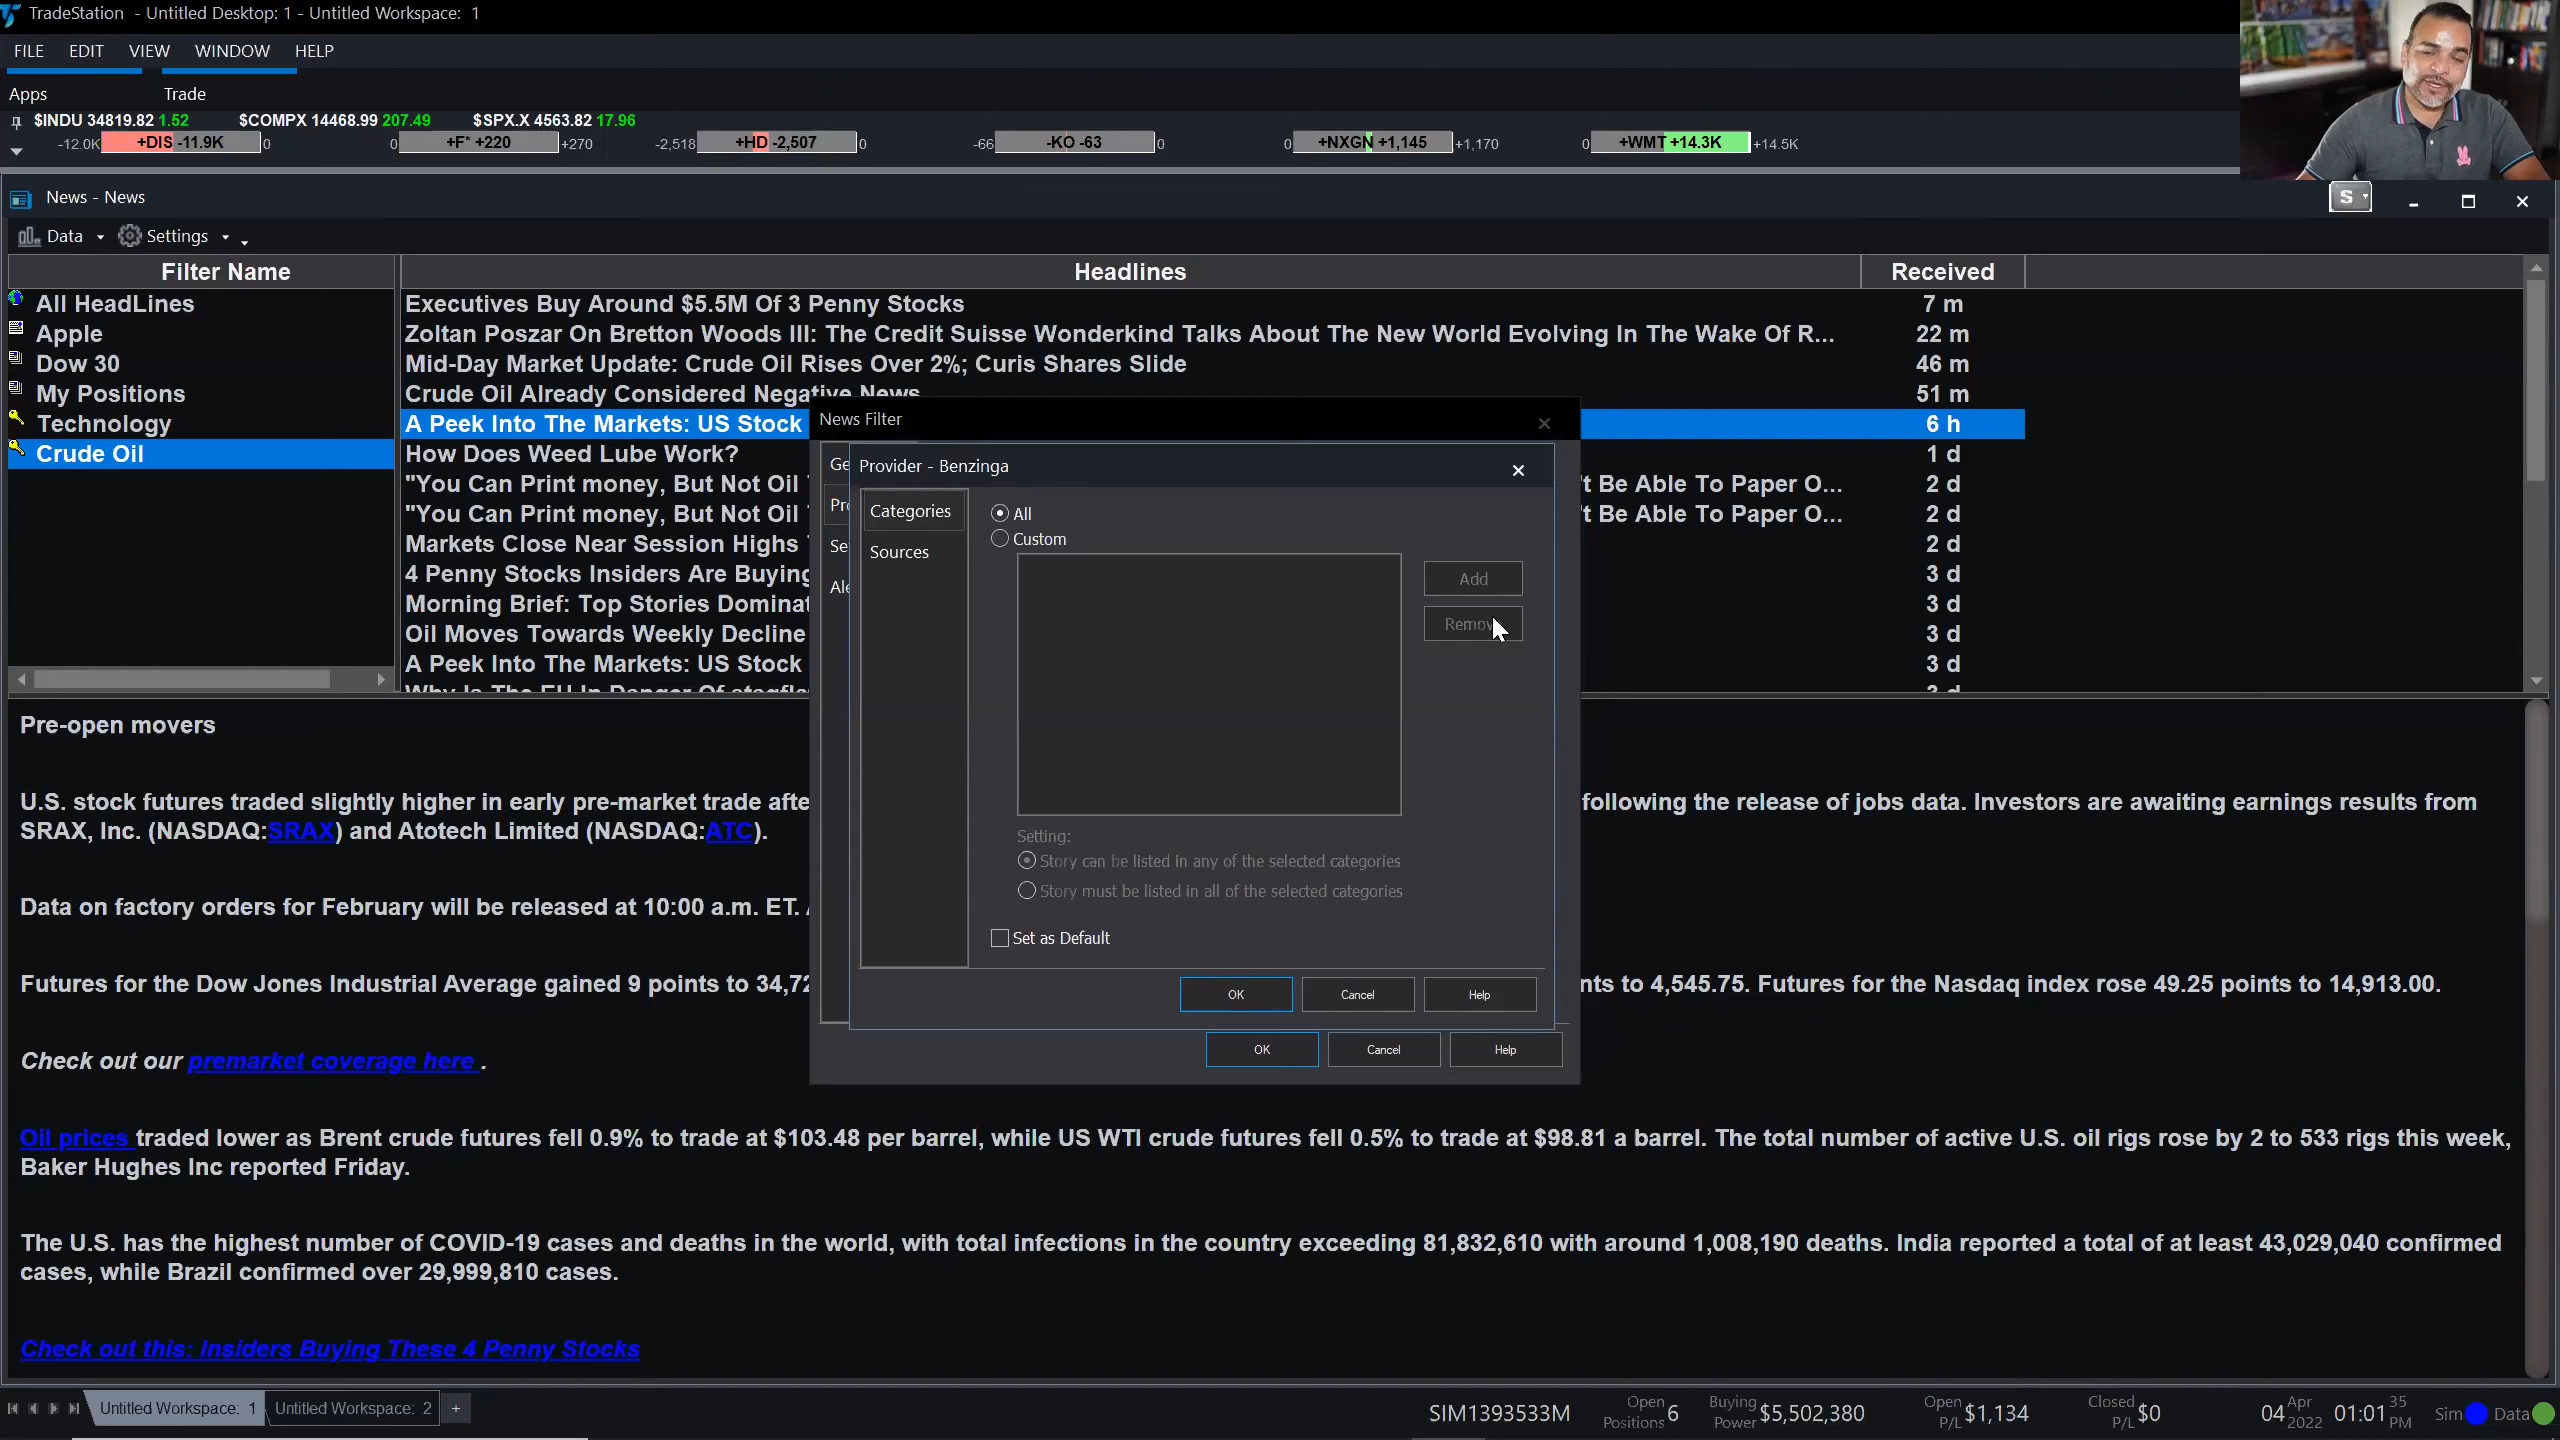 TradeStation - Untitled Desktop: 1 - Untitled Workspace: 1
FILE EDIT VIEW WINDOW HELP
Apps Trade
$INDU 34819.82 1.52 $COMPX 14468.99 207.49 $SPX.X 4563.82 17.96
-12.0K +DIS -11.9K 0 0 +F* +220 +270 -2,518 +HD -2,507 0 -66 -KO -63 0 0 +NXGN +1,145 +1,170 0 +WMT +14.3K +14.5K
News - News
S
Data Settings
Filter Name Headlines Received
All HeadLines Executives Buy Around $5.5M Of 3 Penny Stocks 7 m
Apple Zoltan Poszar On Bretton Woods III: The Credit Suisse Wonderkind Talks About The New World Evolving In The Wake Of R... 22 m
Dow 30 Mid-Day Market Update: Crude Oil Rises Over 2%; Curis Shares Slide 46 m
My Positions Crude Oil Already Considered Negative News 51 m
Technology A Peek Into The Markets: US Stock 6 h
Crude Oil How Does Weed Lube Work? 1 d
"You Can Print money, But Not Oil 't Be Able To Paper O... 2 d
"You Can Print money, But Not Oil 't Be Able To Paper O... 2 d
Markets Close Near Session Highs 2 d
4 Penny Stocks Insiders Are Buying 3 d
Morning Brief: Top Stories Dominat 3 d
Oil Moves Towards Weekly Decline 3 d
A Peek Into The Markets: US Stock 3 d
Why Is The EU In Danger Of stagfla 3 d
News Filter
Ge
Pro
Se
Ale
Provider - Benzinga
Categories
Sources
All
Custom
Add
Remov
Setting:
Story can be listed in any of the selected categories
Story must be listed in all of the selected categories
Set as Default
OK Cancel Help
OK Cancel Help
Pre-open movers
U.S. stock futures traded slightly higher in early pre-market trade afte following the release of jobs data. Investors are awaiting earnings results from
SRAX, Inc. (NASDAQ:SRAX) and Atotech Limited (NASDAQ:ATC).
Data on factory orders for February will be released at 10:00 a.m. ET.
Futures for the Dow Jones Industrial Average gained 9 points to 34,72 nts to 4,545.75. Futures for the Nasdaq index rose 49.25 points to 14,913.00.
Check out our premarket coverage here .
Oil prices traded lower as Brent crude futures fell 0.9% to trade at $103.48 per barrel, while US WTI crude futures fell 0.5% to trade at $98.81 a barrel. The total number of active U.S. oil rigs rose by 2 to 533 rigs this week,
Baker Hughes Inc reported Friday.
The U.S. has the highest number of COVID-19 cases and deaths in the world, with total infections in the country exceeding 81,832,610 with around 1,008,190 deaths. India reported a total of at least 43,029,040 confirmed
cases, while Brazil confirmed over 29,999,810 cases.
Check out this: Insiders Buying These 4 Penny Stocks
Untitled Workspace: 1 Untitled Workspace: 2 + SIM1393533M Open Positions 6 Buying Power $5,502,380 Open P/L $1,134 Closed P/L $0 04 Apr 2022 01:01 35 PM Sim Data